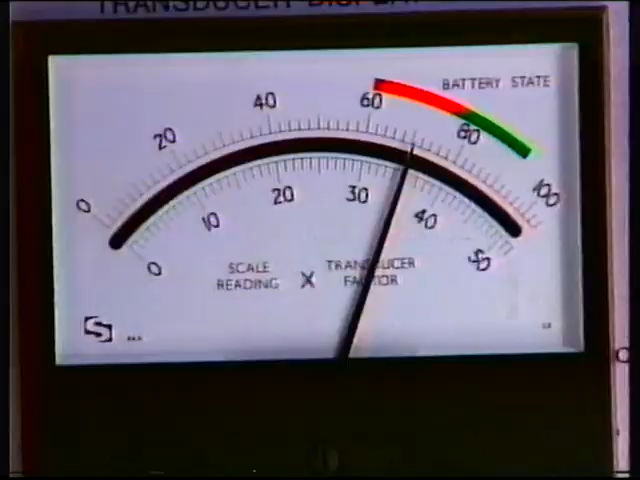 TRANSDUCER DISPLAY
BATTERY STATE
0 20 40 60 80 100
0 10 20 30 40 50
SCALE READING X TRANSDUCER FACTOR